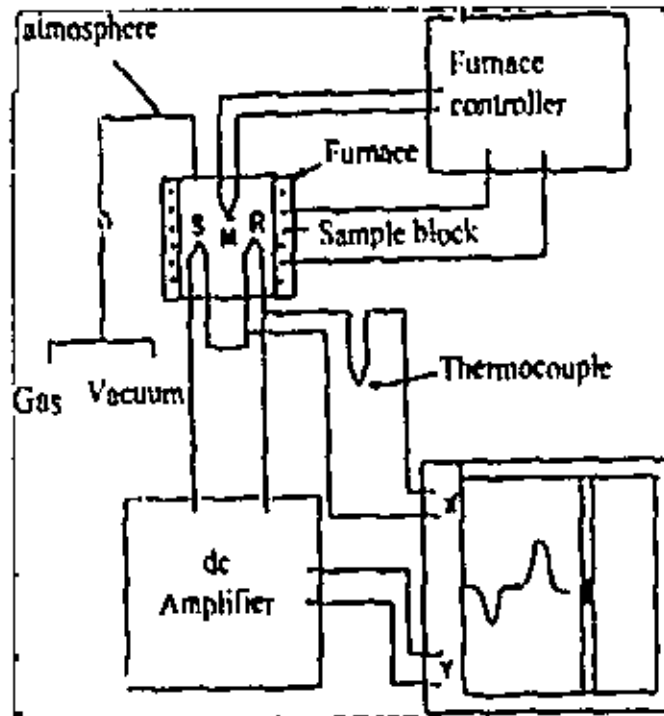 atmosphere
Furnace
controller
Furnace
S
M
R
Sample block
Gas
Vacuum
Thermocouple
X
dc
Amplifier
Y